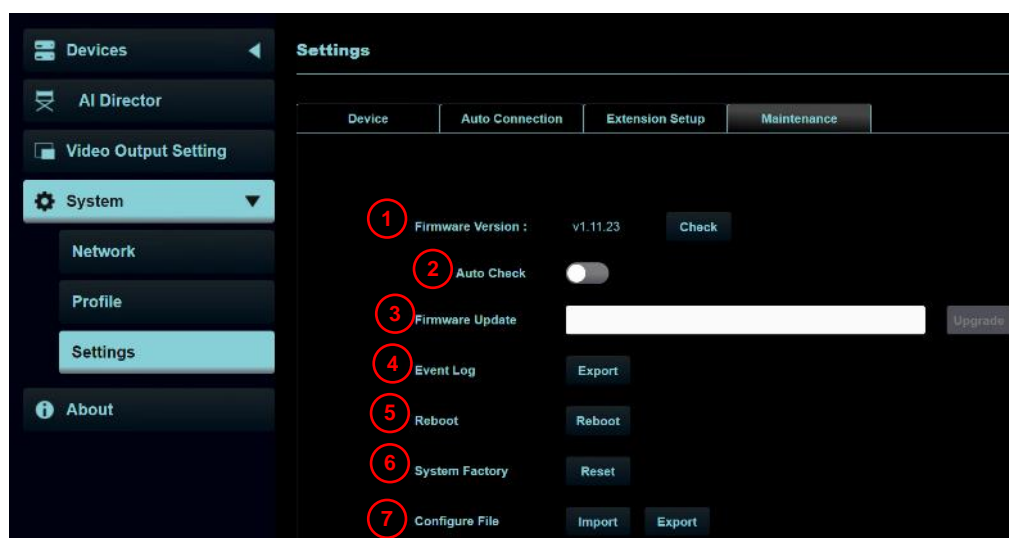 Devices
Settings
AI Director
Device Auto Connection Extension Setup Maintenance
Video Output Setting
System
1 Firmware Version : v1.11.23 Check
Network
2 Auto Check
Profile
3 Firmware Update Upgrade
Settings
4 Event Log Export
About
5 Reboot Reboot
6 System Factory Reset
7 Configure File Import Export